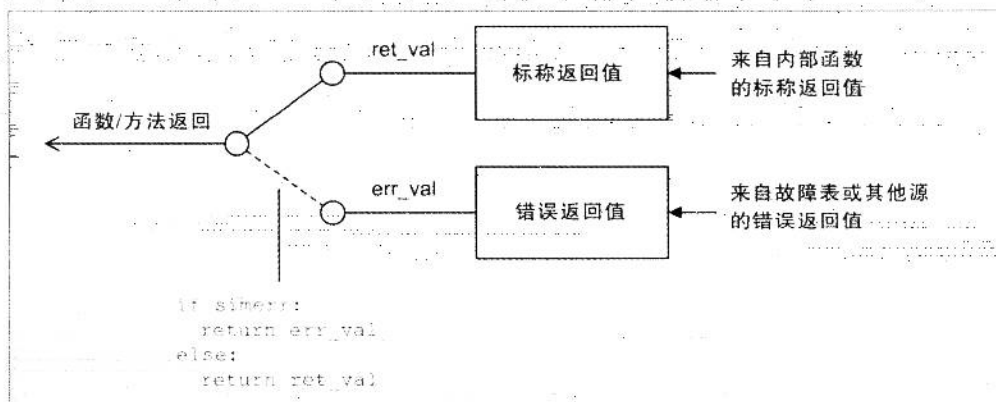 ret_val
标称返回值
来自内部函数
的标称返回值
函数/方法返回
err_val
错误返回值
来自故障表或其他源
的错误返回值
if simerr:
return err_val
else:
return ret_val